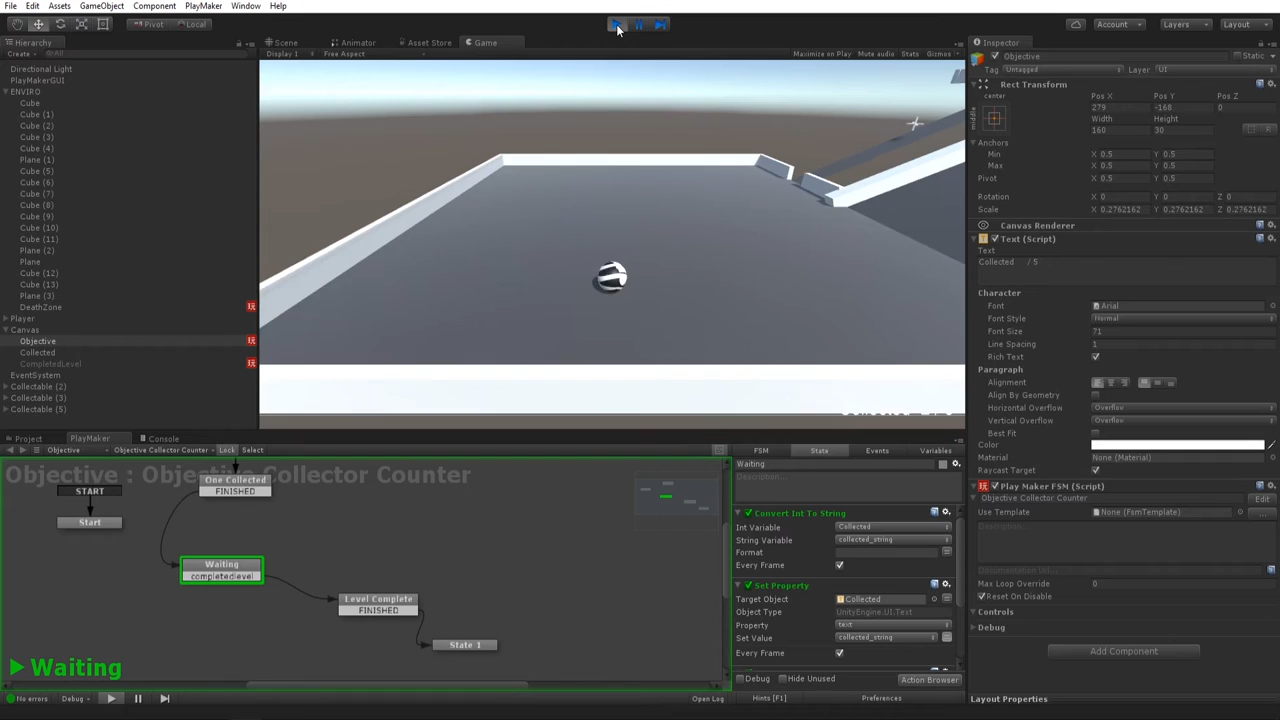 File Edit Assets GameObject Component PlayMaker Window Help
Pivot Local Account Layers Layout
Hierarchy Scene Animator Asset Store Game Inspector
Create Display 1 Free Aspect Maximize on Play Mute audio Stats Gizmos Objective Static
Directional Light
PlayMakerGUI
ENVIRO
Cube
Cube (1)
Cube (2)
Cube (3)
Cube (4)
Plane (1)
Cube (5)
Cube (6)
Cube (7)
Cube (8)
Cube (9)
Cube (10)
Cube (11)
Plane (2)
Plane
Cube (12)
Cube (13)
Plane (3)
DeathZone
Player
Canvas
Objective
Collected
CompletedLevel
EventSystem
Collectable (2)
Collectable (3)
Collectable (5)
Tag Untagged Layer UI
Rect Transform
center Pos X Pos Y Pos Z
middle 279 -168 0
Width Height
160 30
Anchors
Min X 0.5 Y 0.5
Max X 0.5 Y 0.5
Pivot X 0.5 Y 0.5
Rotation X 0 Y 0 Z 0
Scale X 0.2762162 Y 0.2762162 Z 0.2762162
Canvas Renderer
Text (Script)
Text
Collected / 5
Character
Font Arial
Font Style Normal
Font Size 71
Line Spacing 1
Rich Text
Paragraph
Alignment
Align By Geometry
Horizontal Overflow Overflow
Vertical Overflow Overflow
Best Fit
Color
Material None (Material)
Raycast Target
Play Maker FSM (Script)
Objective Collector Counter Edit
Use Template None (FsmTemplate) ...
Max Loop Override 0
Reset On Disable
Controls
Debug
Add Component
Layout Properties
Project PlayMaker Console
Objective Objective Collector Counter Lock Select
Objective : Objective Collector Counter
START
Start
One Collected
FINISHED
Waiting
completedlevel
Level Complete
FINISHED
State 1
Waiting
No errors Debug Open Log
FSM State Events Variables
Waiting
Description...
Convert Int To String
Int Variable Collected
String Variable collected_string
Format
Every Frame
Set Property
Target Object Collected
Object Type UnityEngine.UI.Text
Property text
Set Value collected_string
Every Frame
Debug Hide Unused Action Browser
Hints [F1] Preferences